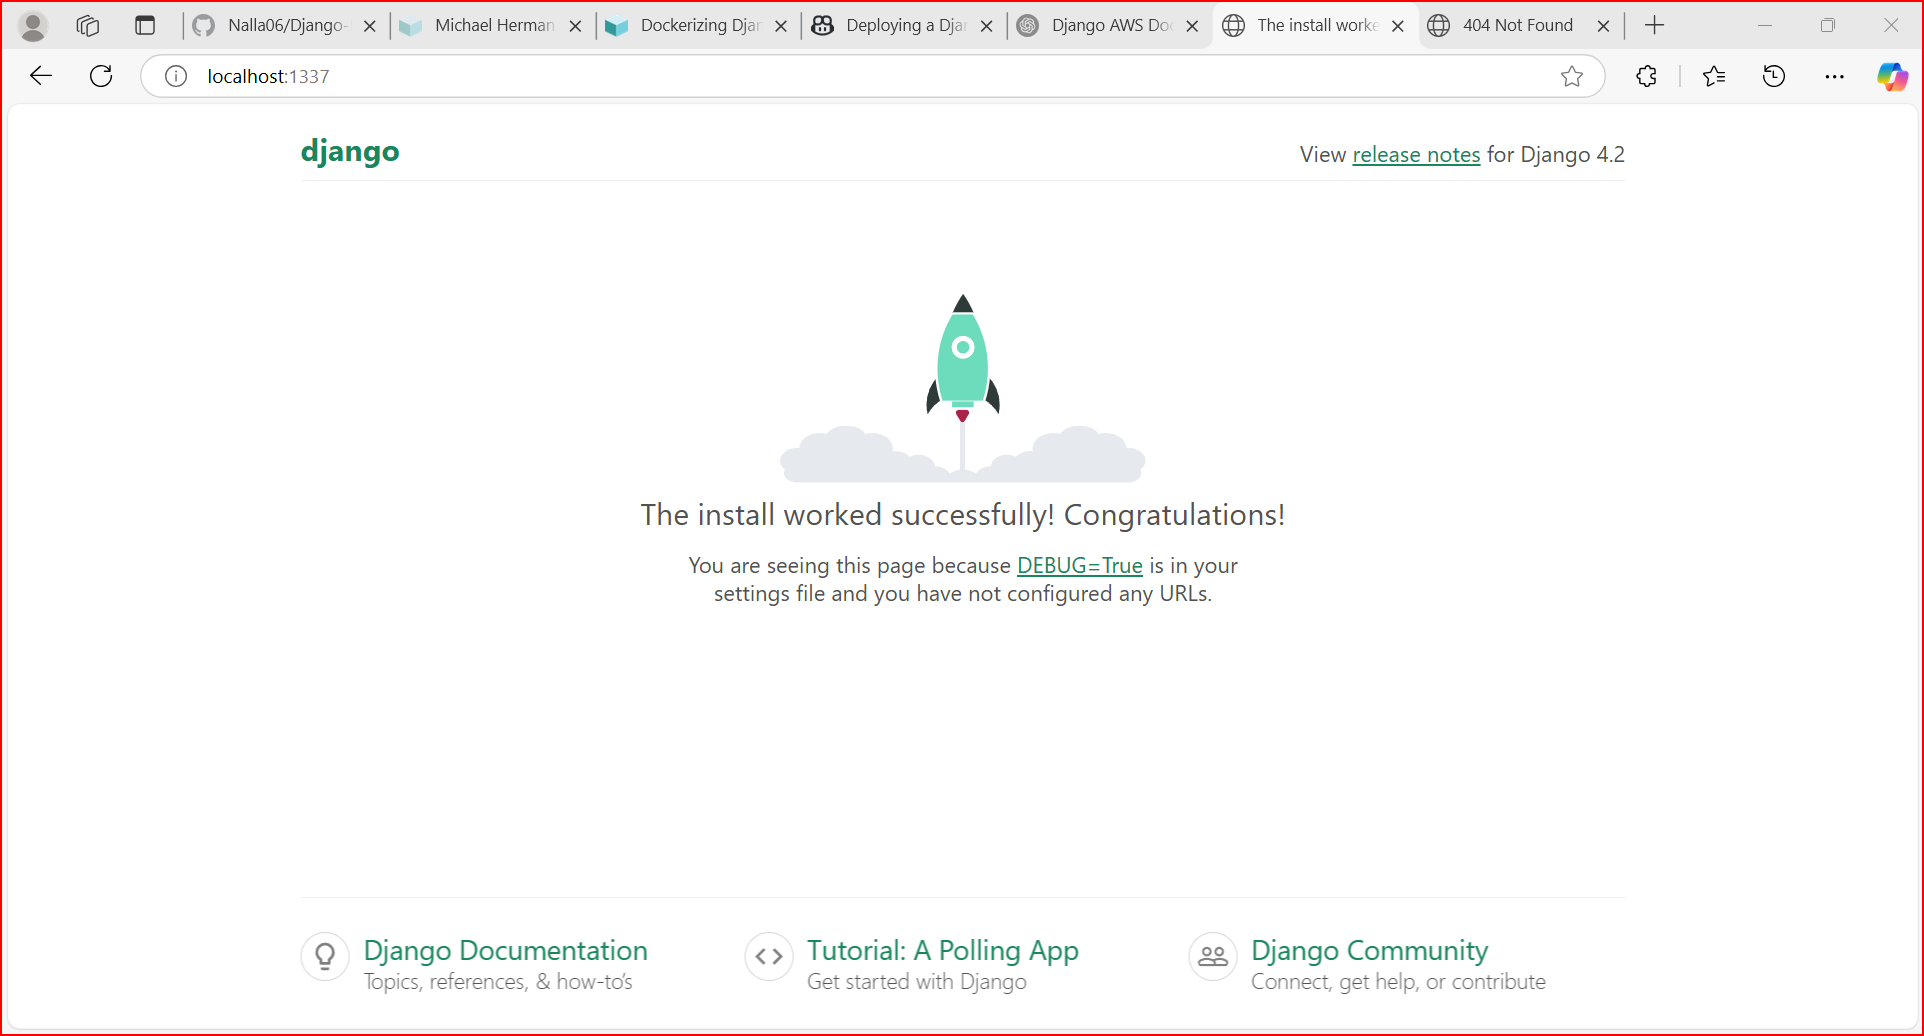 Nalla06/Django-
Michael Herman
Dockerizing Djan
Deploying a Djan
Django AWS Doc
The install worke
404 Not Found
localhost:1337
django
View release notes for Django 4.2
The install worked successfully! Congratulations!
You are seeing this page because DEBUG=True is in your
settings file and you have not configured any URLs.
Django Documentation
Topics, references, & how-to’s
Tutorial: A Polling App
Get started with Django
Django Community
Connect, get help, or contribute